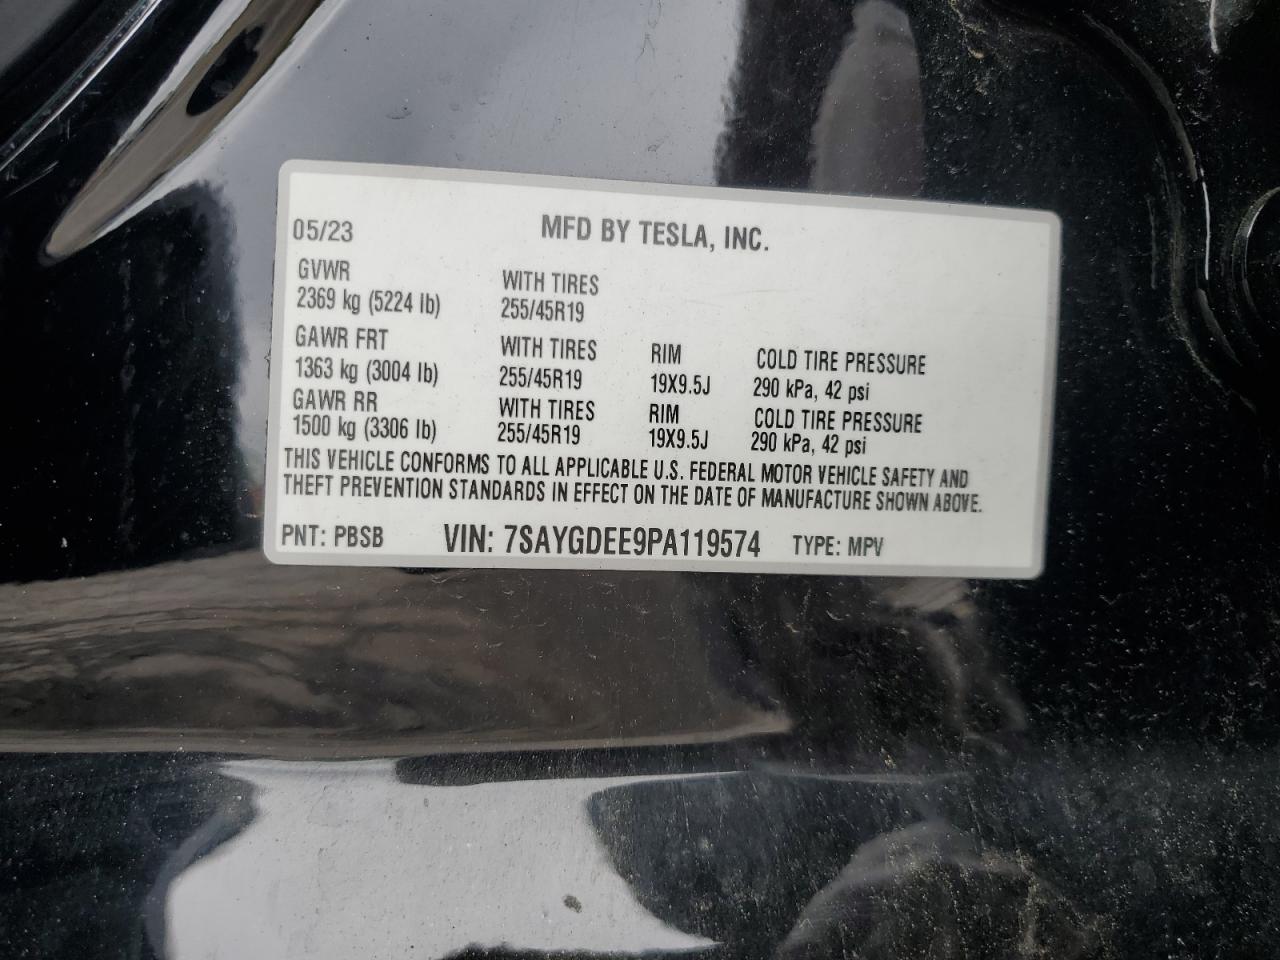 05/23 MFD BY TESLA, INC.
GVWR WITH TIRES
2369 kg (5224 lb) 255/45R19
GAWR FRT WITH TIRES RIM COLD TIRE PRESSURE
1363 kg (3004 lb) 255/45R19 19X9.5J 290 kPa, 42 psi
GAWR RR WITH TIRES RIM COLD TIRE PRESSURE
1500 kg (3306 lb) 255/45R19 19X9.5J 290 kPa, 42 psi
THIS VEHICLE CONFORMS TO ALL APPLICABLE U.S. FEDERAL MOTOR VEHICLE SAFETY AND
THEFT PREVENTION STANDARDS IN EFFECT ON THE DATE OF MANUFACTURE SHOWN ABOVE.
PNT: PBSB VIN: 7SAYGDEE9PA119574 TYPE: MPV